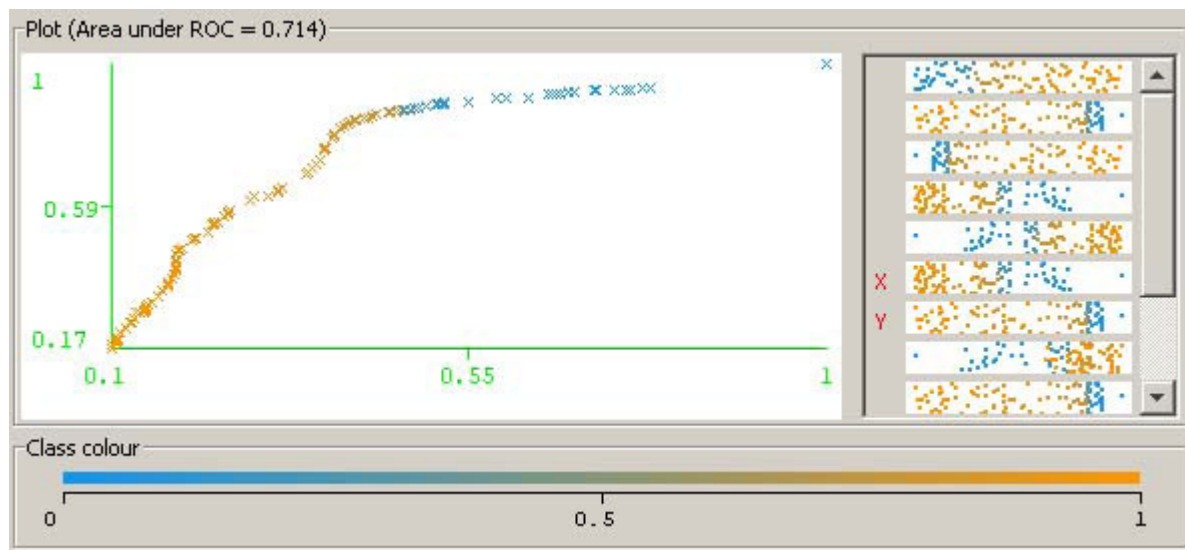 Plot (Area under ROC = 0.714)
1
0.59
0.17
0.1 0.55 1
X
Y
Class colour
0 0.5 1